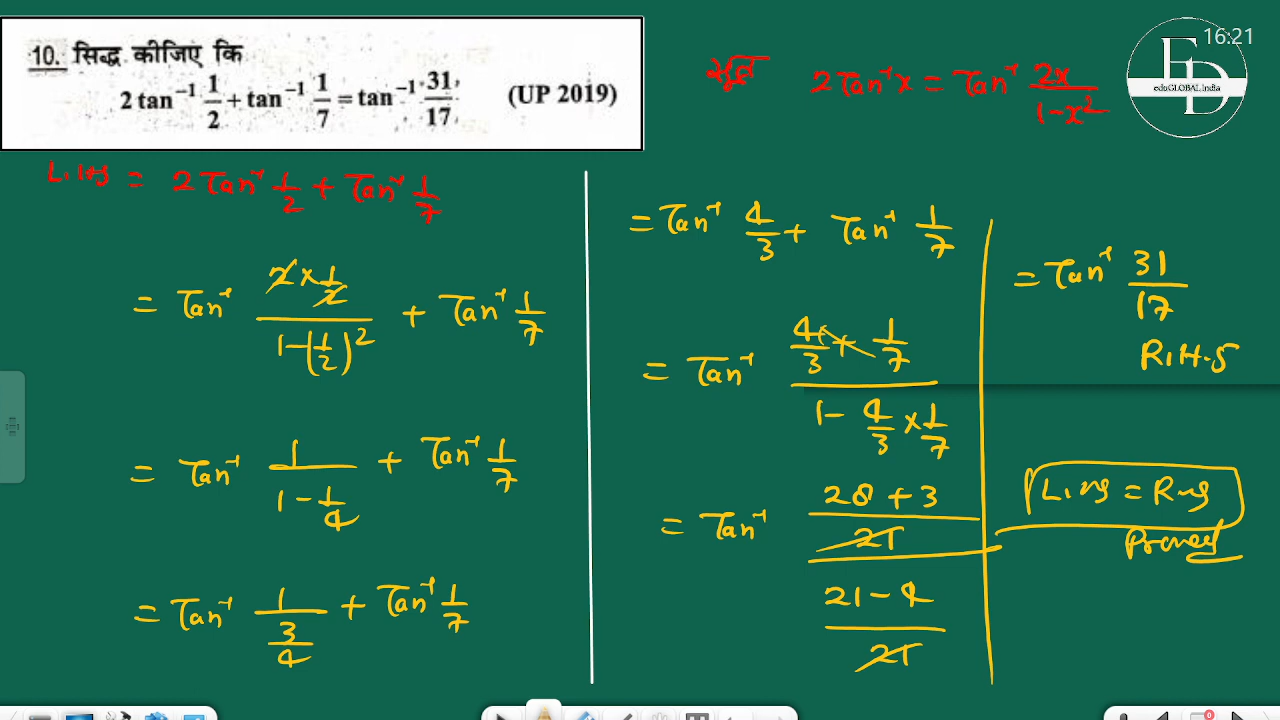 10. सिद्ध कीजिए कि
2 tan⁻¹ 1/2 + tan⁻¹ 1/7 = tan⁻¹ 31/17, (UP 2019)
2Tan⁻¹x = Tan⁻¹ 2x/(1-x²)
16:21
E D
eduGLOBAL.India
L.H.S = 2Tan⁻¹ 1/2 + Tan⁻¹ 1/7
= Tan⁻¹ (2×1/2)/(1-(1/2)²) + Tan⁻¹ 1/7
= Tan⁻¹ 1/(1-1/4) + Tan⁻¹ 1/7
= Tan⁻¹ 1/(3/4) + Tan⁻¹ 1/7
= Tan⁻¹ 4/3 + Tan⁻¹ 1/7
= Tan⁻¹ (4/3 + 1/7)/(1 - 4/3 × 1/7)
= Tan⁻¹ ((28+3)/21)/((21-4)/21)
= Tan⁻¹ 31/17
R.H.S
L.H.S = R.H.S
Proved